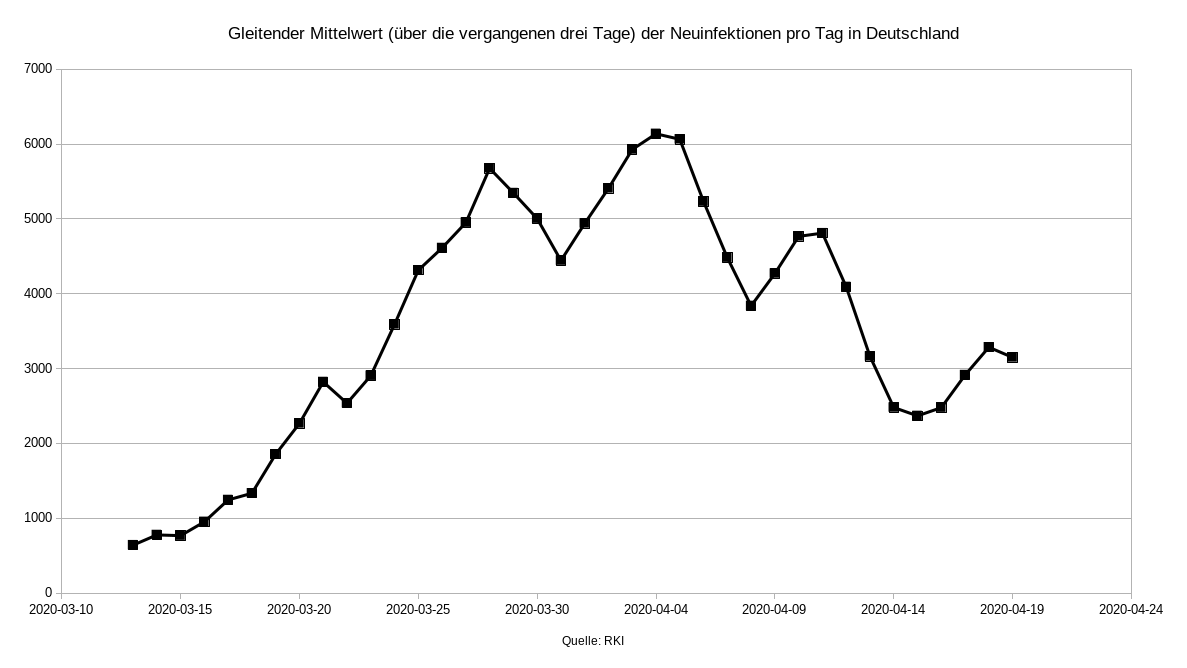 Gleitender Mittelwert (über die vergangenen drei Tage) der Neuinfektionen pro Tag in Deutschland
7000
6000
5000
4000
3000
2000
1000
0
2020-03-10 2020-03-15 2020-03-20 2020-03-25 2020-03-30 2020-04-04 2020-04-09 2020-04-14 2020-04-19 2020-04-24
Quelle: RKI